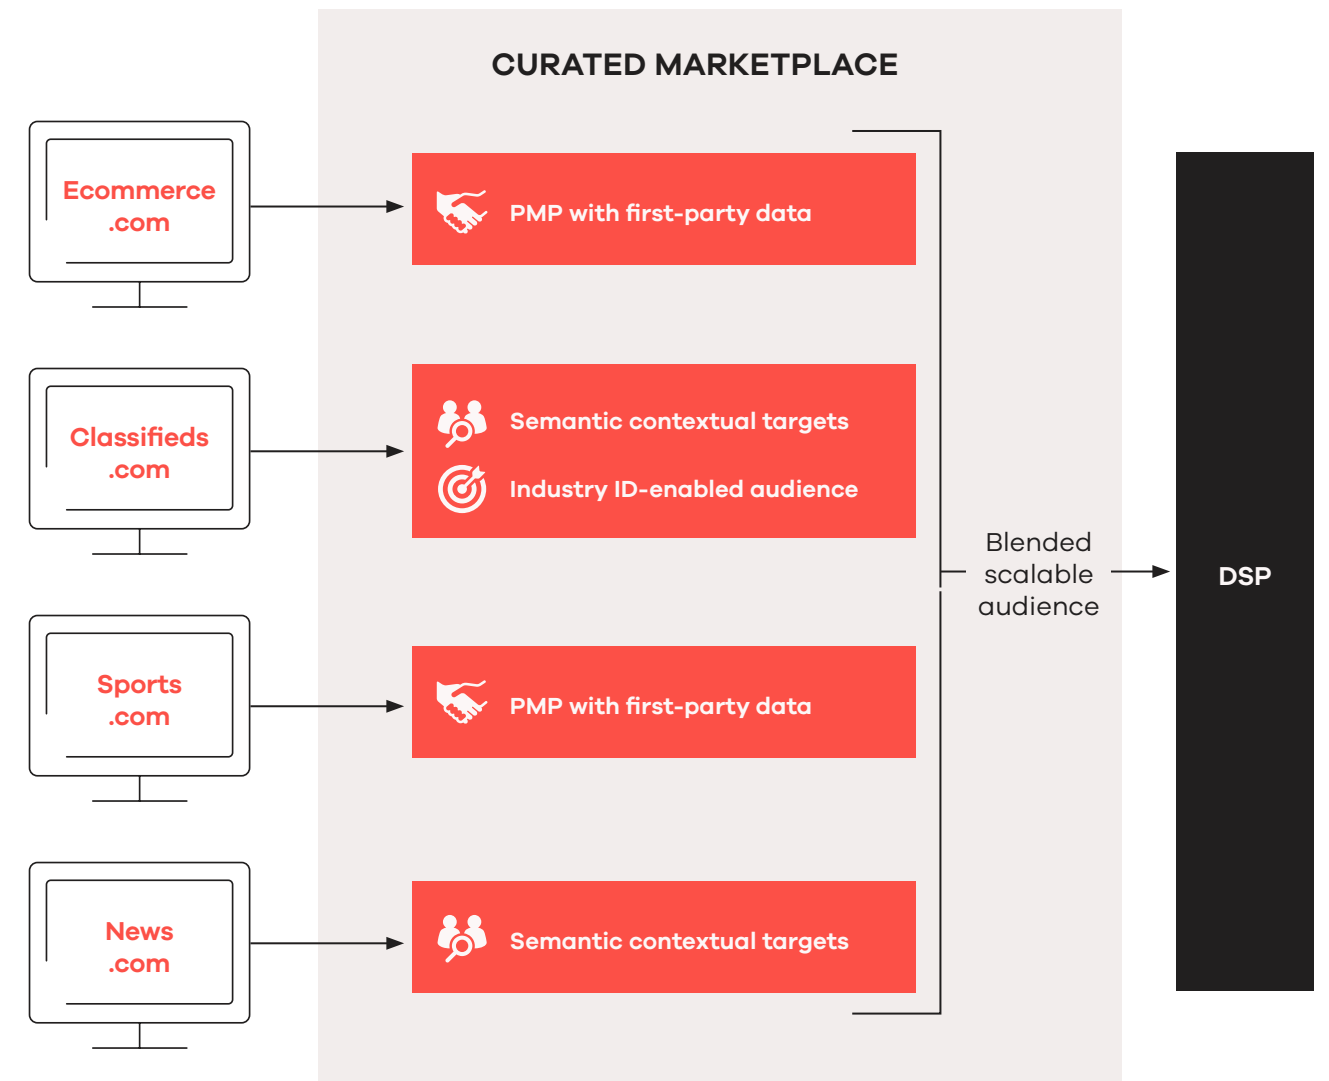 CURATED MARKETPLACE
Ecommerce
.com
PMP with first-party data
Classifieds
.com
Semantic contextual targets
Industry ID-enabled audience
Blended
scalable
audience
DSP
Sports
.com
PMP with first-party data
News
.com
Semantic contextual targets